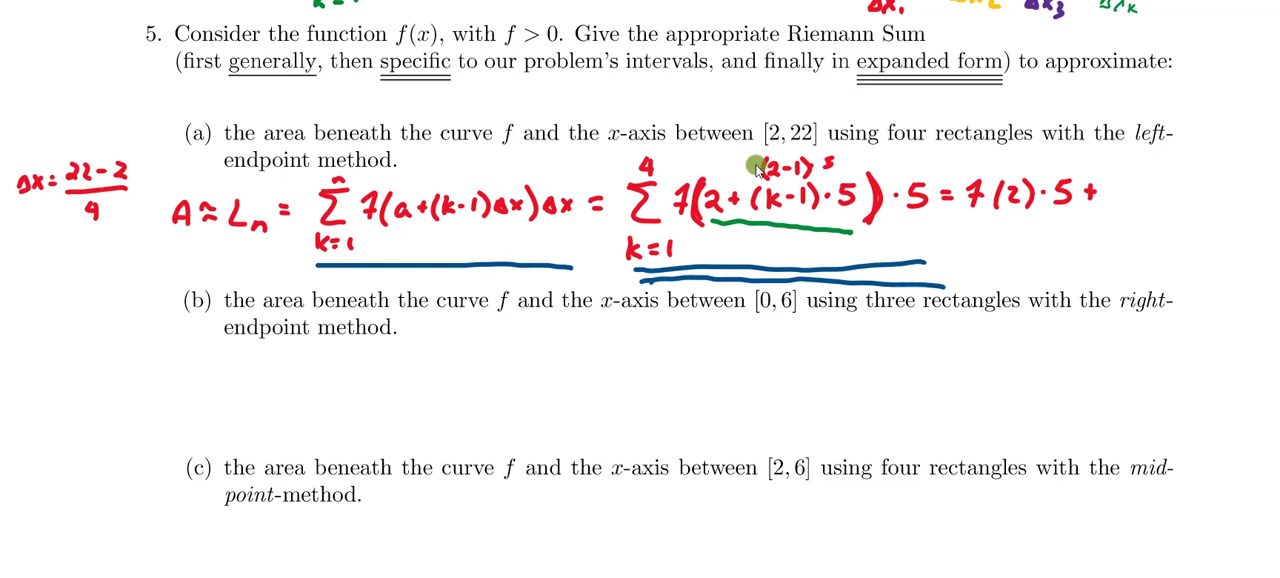 5. Consider the function f(x), with f > 0. Give the appropriate Riemann Sum
(first generally, then specific to our problem's intervals, and finally in expanded form) to approximate:
(a) the area beneath the curve f and the x-axis between [2, 22] using four rectangles with the left-
endpoint method.
Δx = (22-2)/4
(2-1)5
A ≈ Lₙ = Σ_{k=1}^{n} f(a+(k-1)Δx)Δx = Σ_{k=1}^{4} f(2+(k-1)·5)·5 = f(2)·5 +
(b) the area beneath the curve f and the x-axis between [0, 6] using three rectangles with the right-
endpoint method.
(c) the area beneath the curve f and the x-axis between [2, 6] using four rectangles with the mid-
point-method.